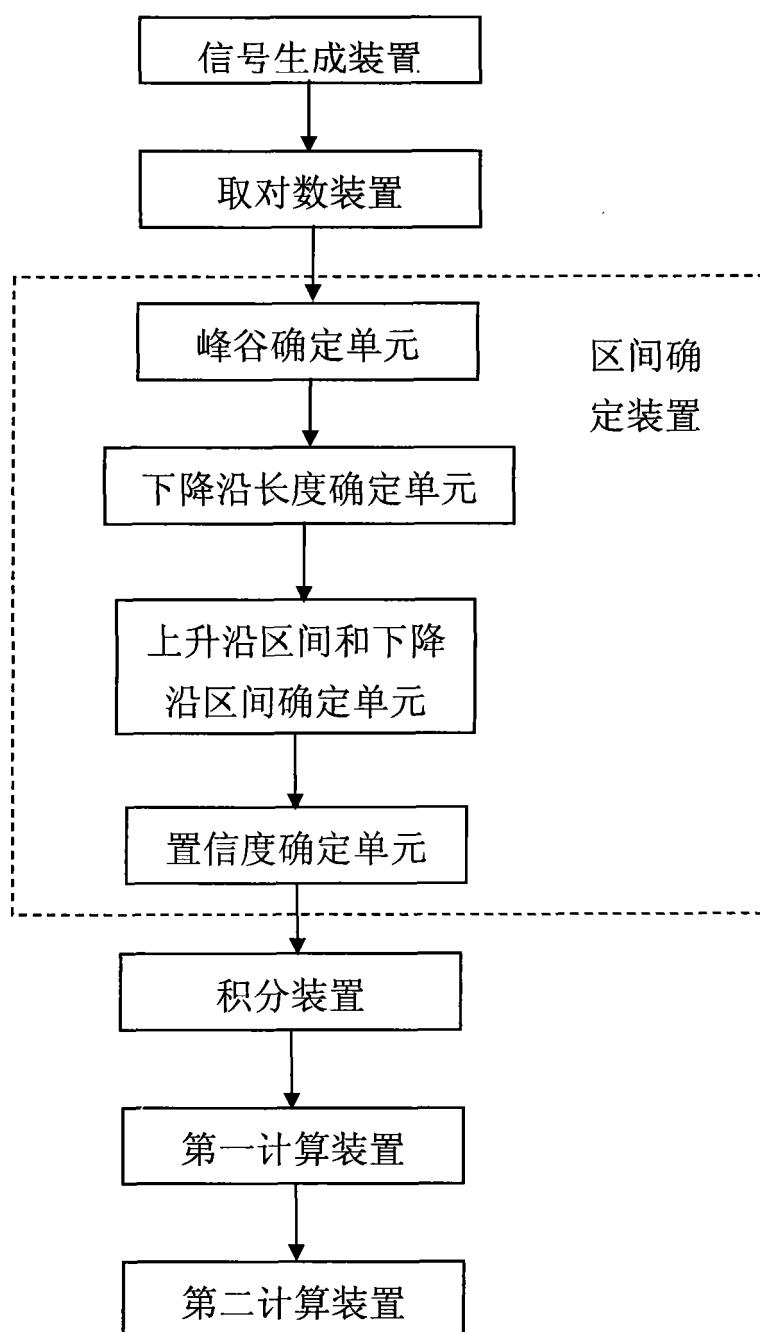 信号生成装置
取对数装置
峰谷确定单元
区间确
定装置
下降沿长度确定单元
上升沿区间和下降
沿区间确定单元
置信度确定单元
积分装置
第一计算装置
第二计算装置